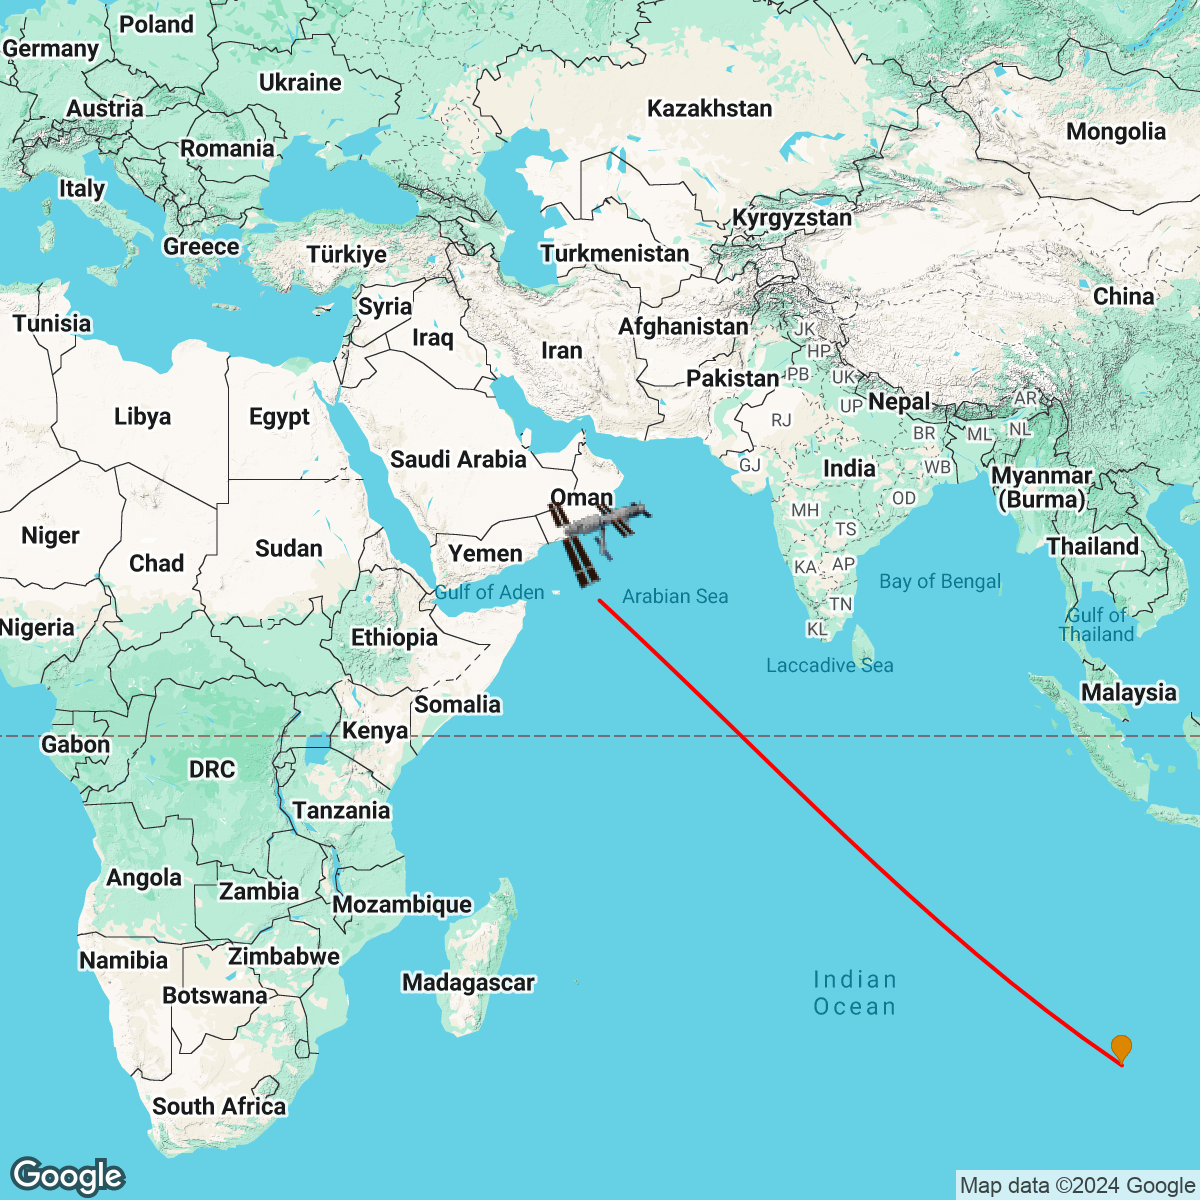 Poland
Germany
Ukraine
Kazakhstan
Austria
Mongolia
Romania
Italy
Kyrgyzstan
Greece
Türkiye
Turkmenistan
China
Syria
Tunisia
Afghanistan
JK
Iraq
Iran
HP
Pakistan
PB
UK
Nepal
AR
UP
Libya
Egypt
RJ
NL
BR
ML
Saudi Arabia
GJ
India
WB
Myanmar
(Burma)
Oman
OD
MH
Niger
TS
Sudan
Yemen
Thailand
Chad
KA
AP
Bay of Bengal
Gulf of Aden
Arabian Sea
TN
Gulf of
Thailand
Nigeria
Ethiopia
KL
Laccadive Sea
Malaysia
Somalia
Kenya
Gabon
DRC
Tanzania
Angola
Zambia
Mozambique
Zimbabwe
Namibia
Madagascar
Indian
Ocean
Botswana
South Africa
Google
Map data ©2024 Google